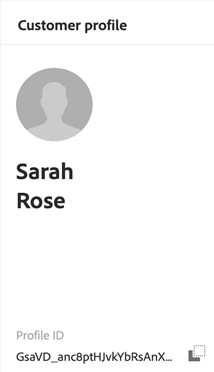 Customer profile
Sarah
Rose
Profile ID
GsaVD_anc8ptHJvkYbRsAnX...